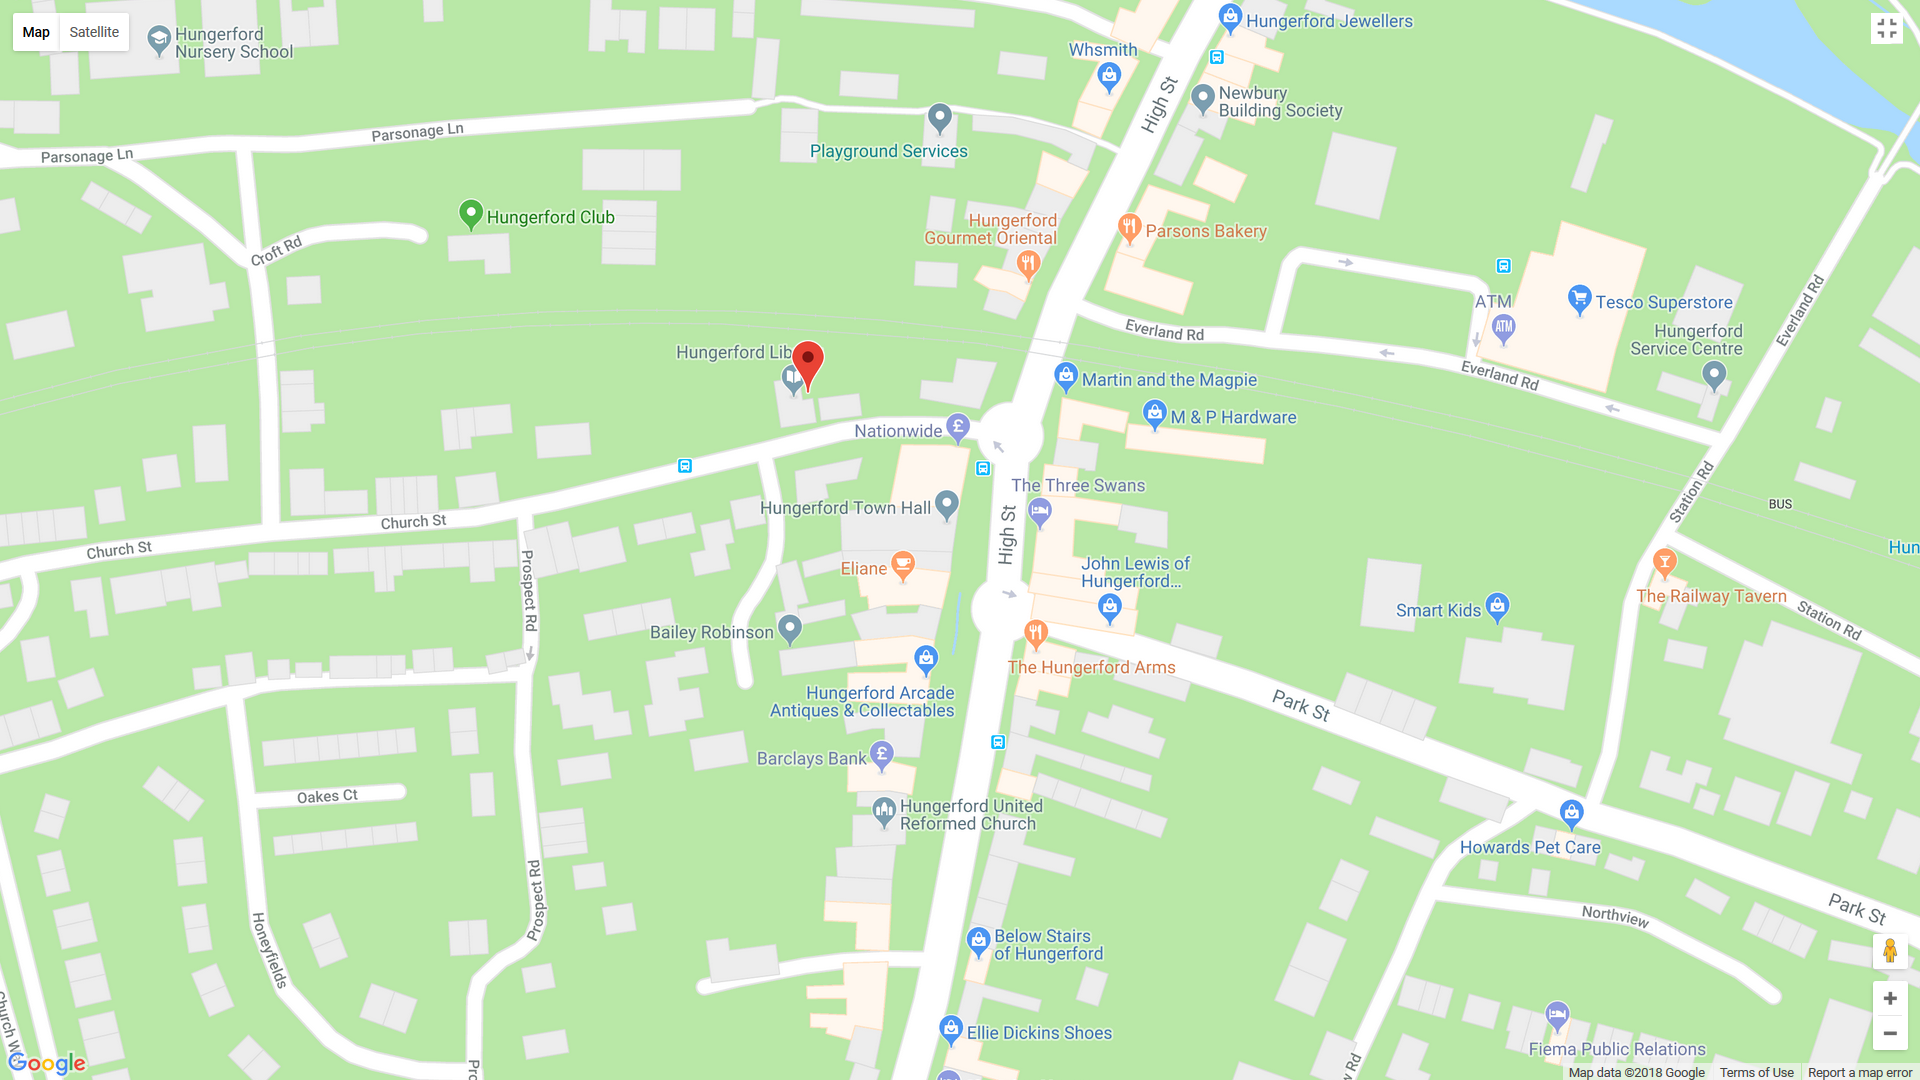 Map
Satellite
Hungerford
Nursery School
Parsonage Ln
Parsonage Ln
Hungerford Club
Croft Rd
Playground Services
Whsmith
High St
Hungerford Jewellers
Newbury
Building Society
Hungerford
Gourmet Oriental
Parsons Bakery
Everland Rd
ATM
ATM
Tesco Superstore
Hungerford
Service Centre
Everland Rd
Everland Rd
Hungerford Lib
Martin and the Magpie
M & P Hardware
Nationwide
£
The Three Swans
Hungerford Town Hall
High St
Station Rd
BUS
Hun
Church St
Church St
Prospect Rd
Eliane
John Lewis of
Hungerford...
Smart Kids
The Railway Tavern
Station Rd
Bailey Robinson
The Hungerford Arms
Park St
Hungerford Arcade
Antiques & Collectables
Barclays Bank
£
Oakes Ct
Hungerford United
Reformed Church
Howards Pet Care
Prospect Rd
Honeyfields
Park St
Northview
Below Stairs
of Hungerford
Ellie Dickins Shoes
Fiema Public Relations
Church W
Pro
w Rd
Google
Map data ©2018 Google
Terms of Use
Report a map error